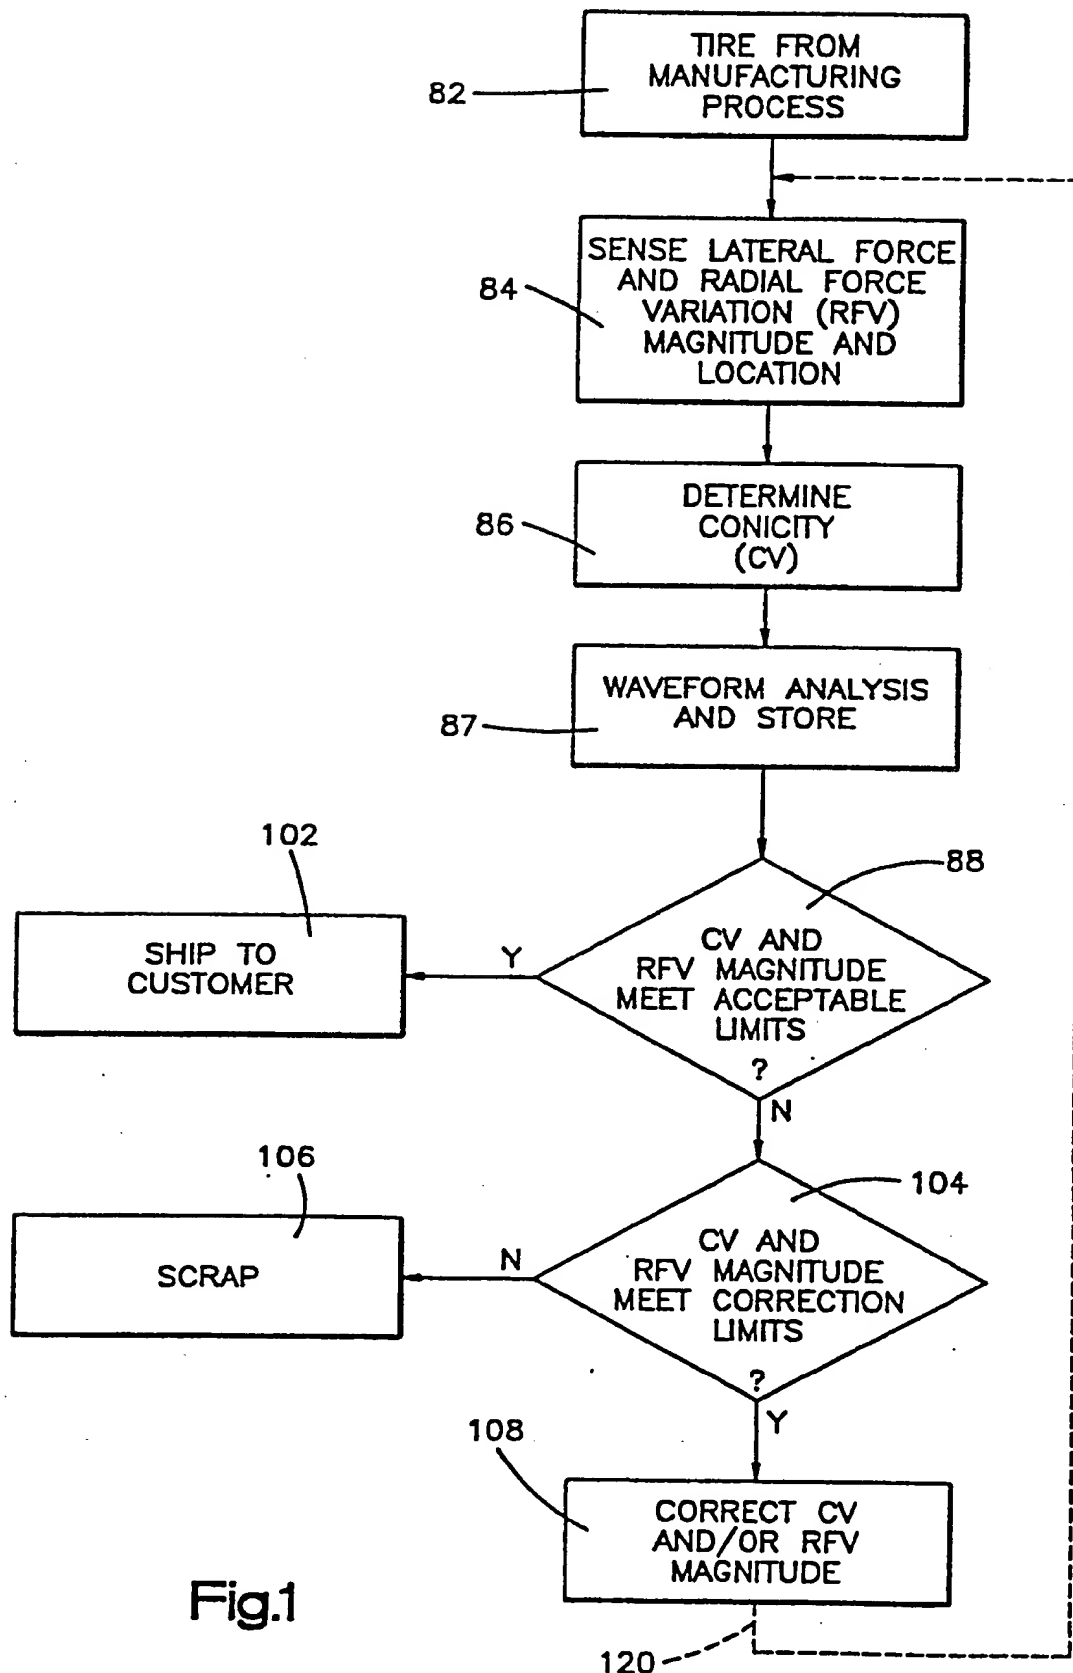 TIRE FROM
MANUFACTURING
PROCESS
82
SENSE LATERAL FORCE
AND RADIAL FORCE
VARIATION (RFV)
MAGNITUDE AND
LOCATION
84
DETERMINE
CONICITY
(CV)
86
WAVEFORM ANALYSIS
AND STORE
87
102
88
SHIP TO
CUSTOMER
Y
CV AND
RFV MAGNITUDE
MEET ACCEPTABLE
LIMITS
?
N
106
104
SCRAP
N
CV AND
RFV MAGNITUDE
MEET CORRECTION
LIMITS
?
Y
108
CORRECT CV
AND/OR RFV
MAGNITUDE
Fig.1
120